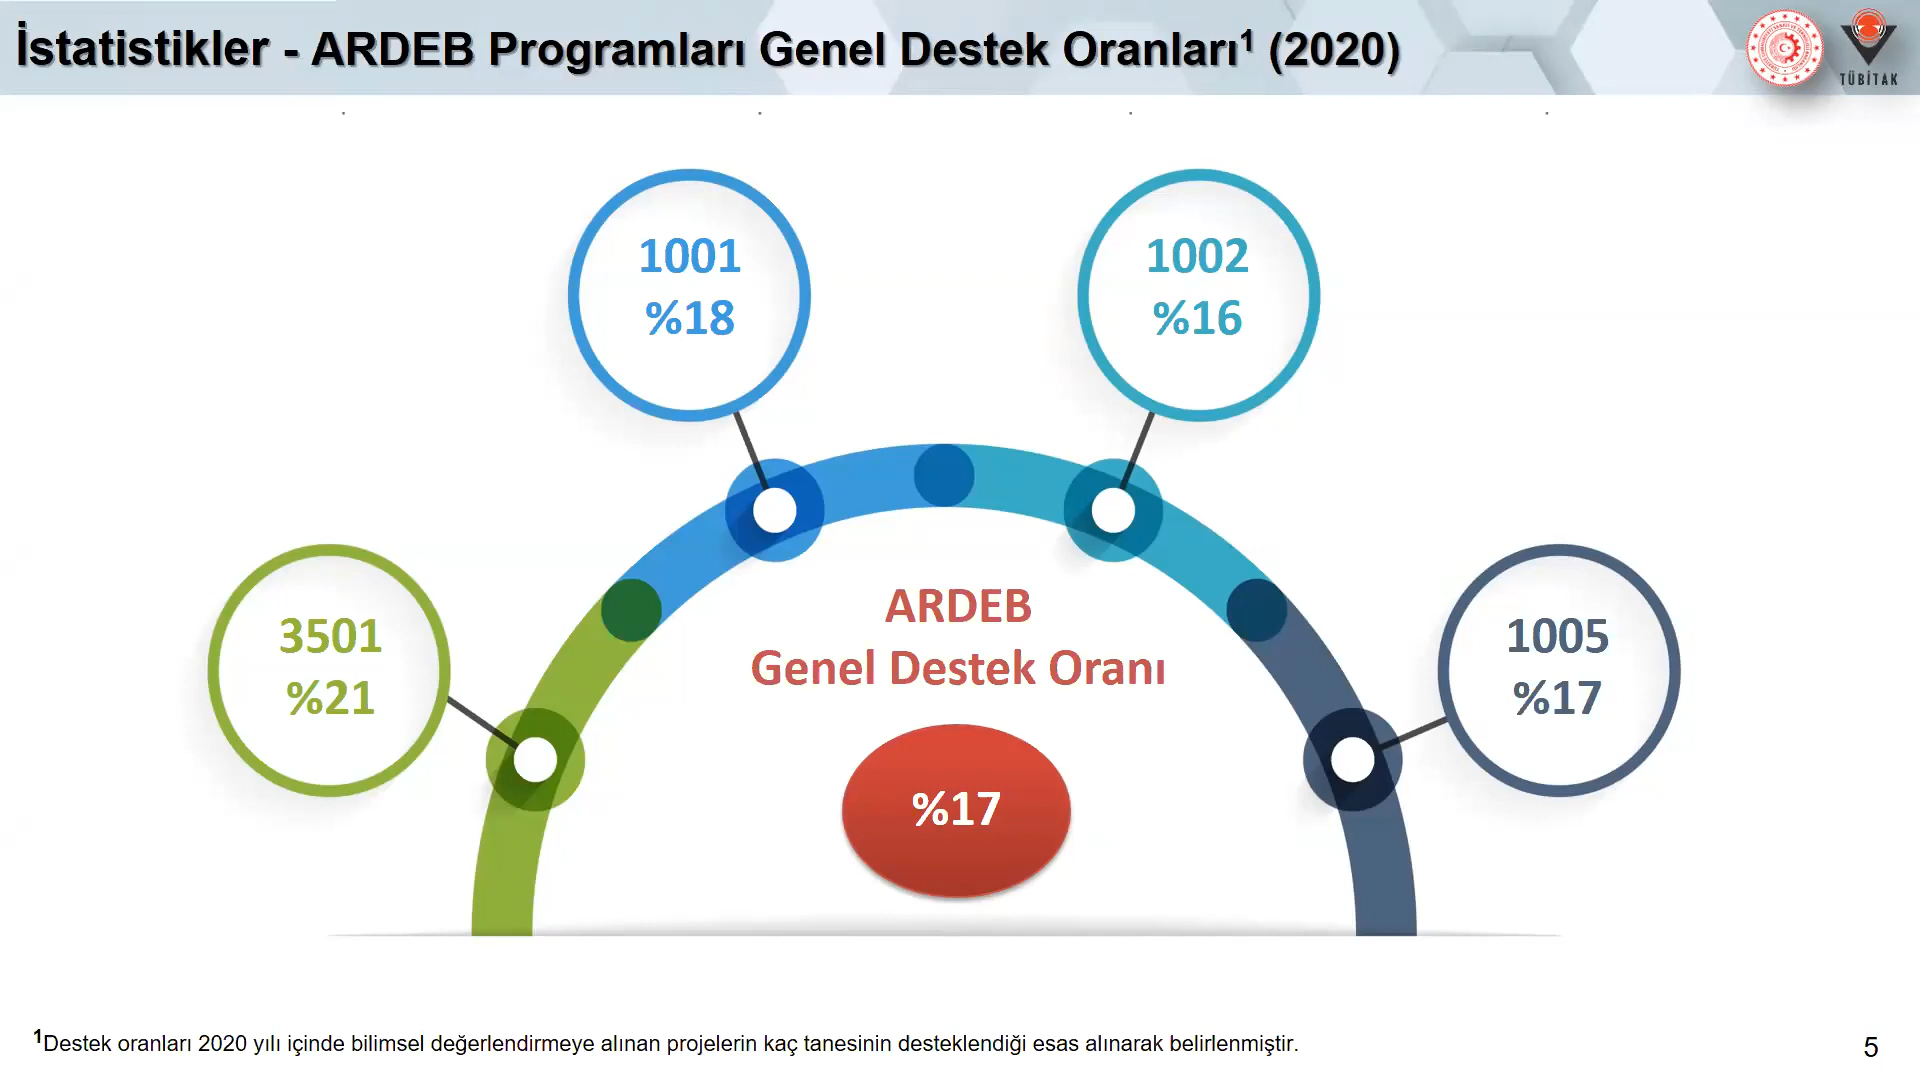 İstatistikler - ARDEB Programları Genel Destek Oranları¹ (2020)
TÜBİTAK
1001
%18
1002
%16
3501
%21
ARDEB
Genel Destek Oranı
%17
1005
%17
¹Destek oranları 2020 yılı içinde bilimsel değerlendirmeye alınan projelerin kaç tanesinin desteklendiği esas alınarak belirlenmiştir.
5